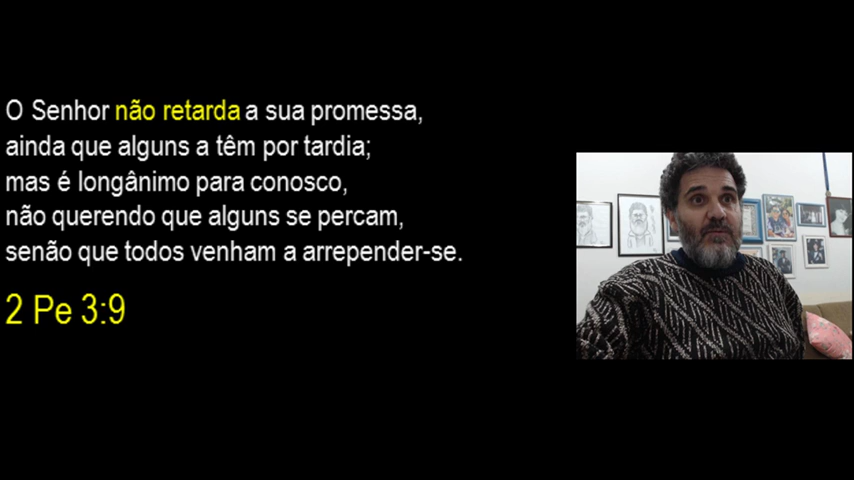 O Senhor não retarda a sua promessa,
ainda que alguns a têm por tardia;
mas é longânimo para conosco,
não querendo que alguns se percam,
senão que todos venham a arrepender-se.
2 Pe 3:9